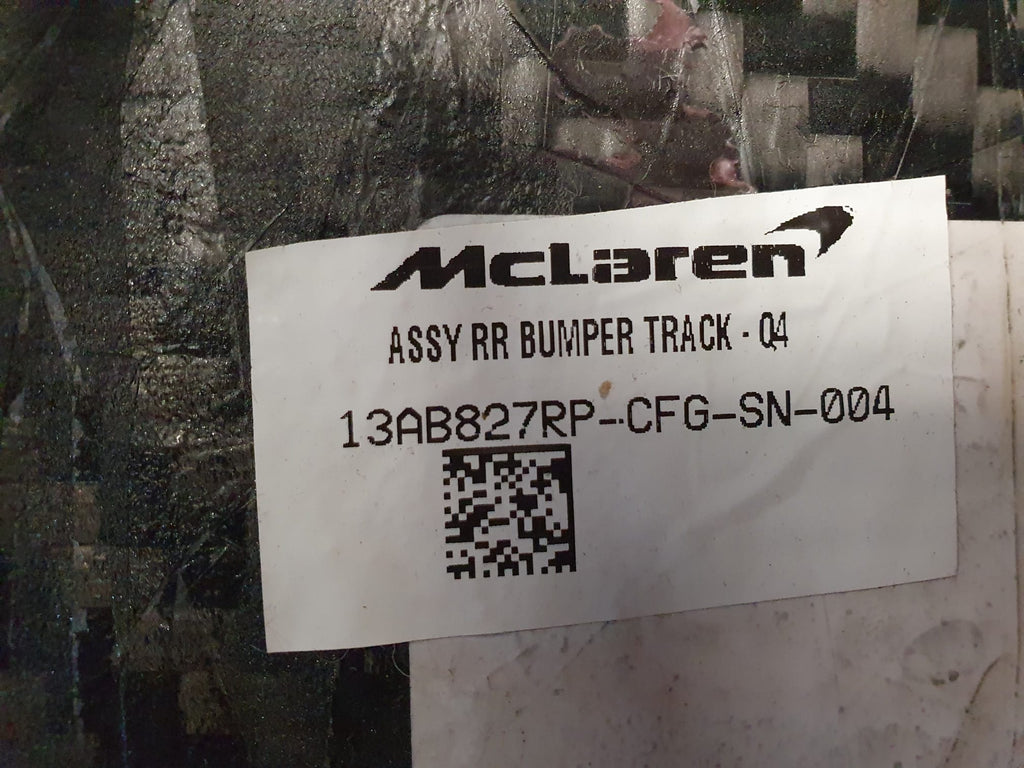 McLaren
ASSY RR BUMPER TRACK - Q4
13AB827RP-CFG-SN-004